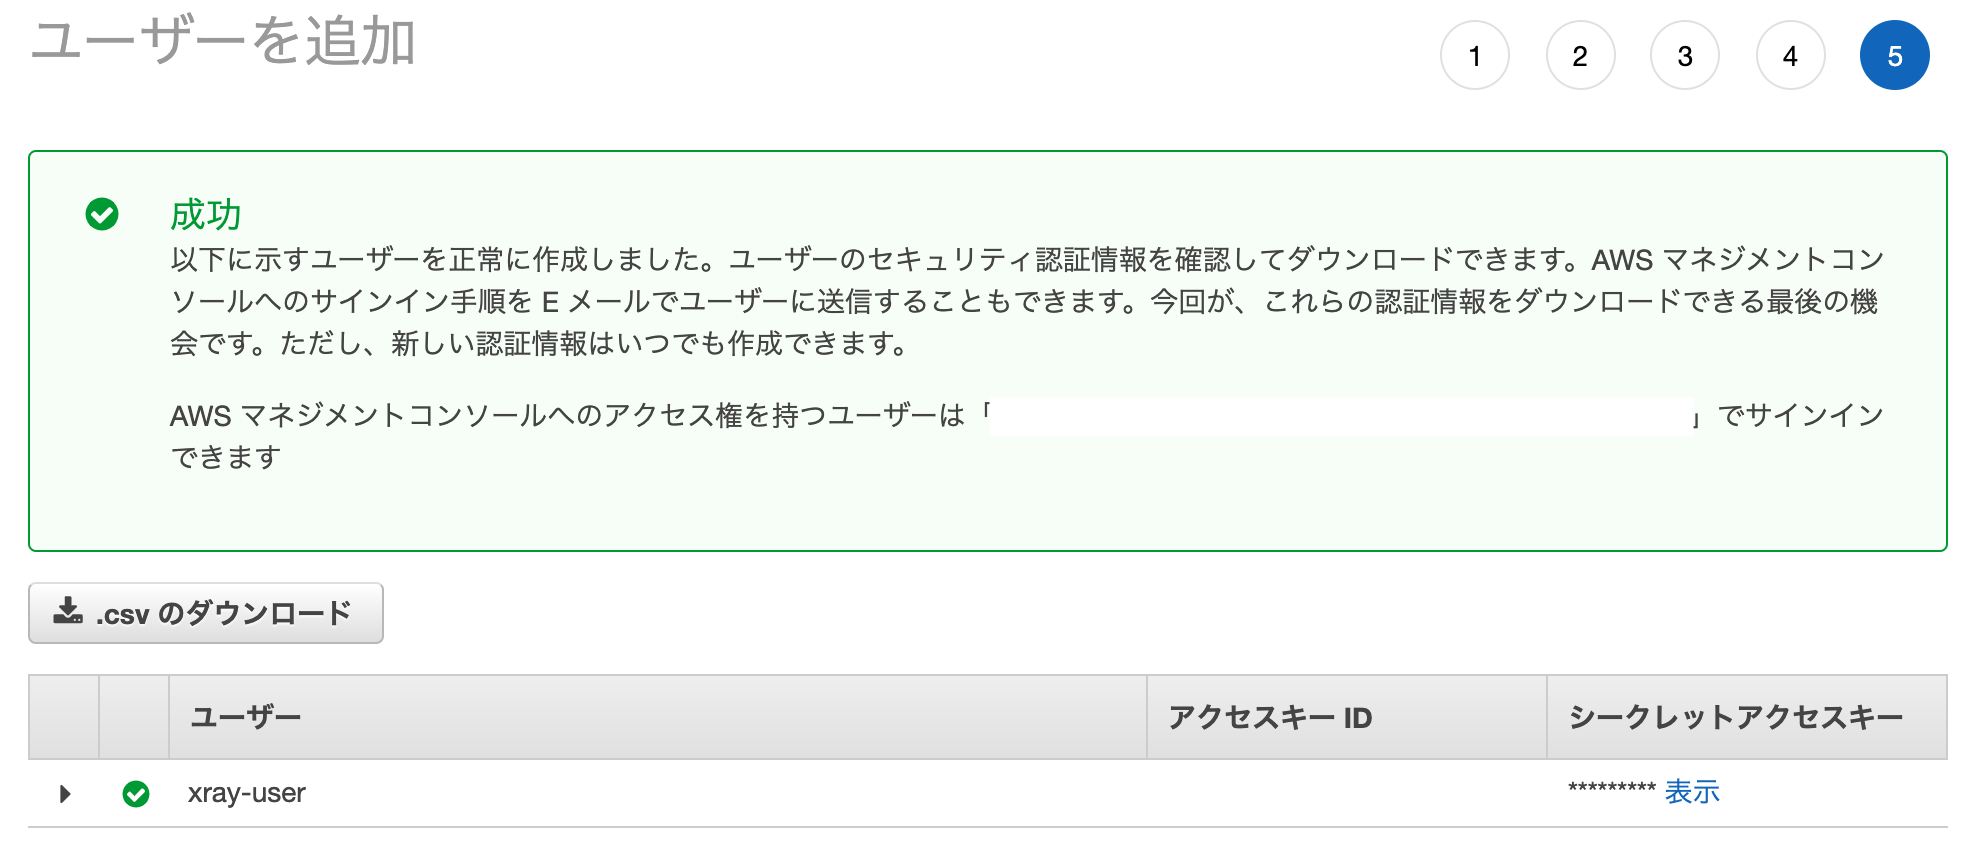 ユーザーを追加
1 2 3 4 5
成功
以下に示すユーザーを正常に作成しました。ユーザーのセキュリティ認証情報を確認してダウンロードできます。AWS マネジメントコン
ソールへのサインイン手順を E メールでユーザーに送信することもできます。今回が、これらの認証情報をダウンロードできる最後の機
会です。ただし、新しい認証情報はいつでも作成できます。
AWS マネジメントコンソールへのアクセス権を持つユーザーは「 」でサインイン
できます
.csv のダウンロード
ユーザー アクセスキー ID シークレットアクセスキー
xray-user ********* 表示